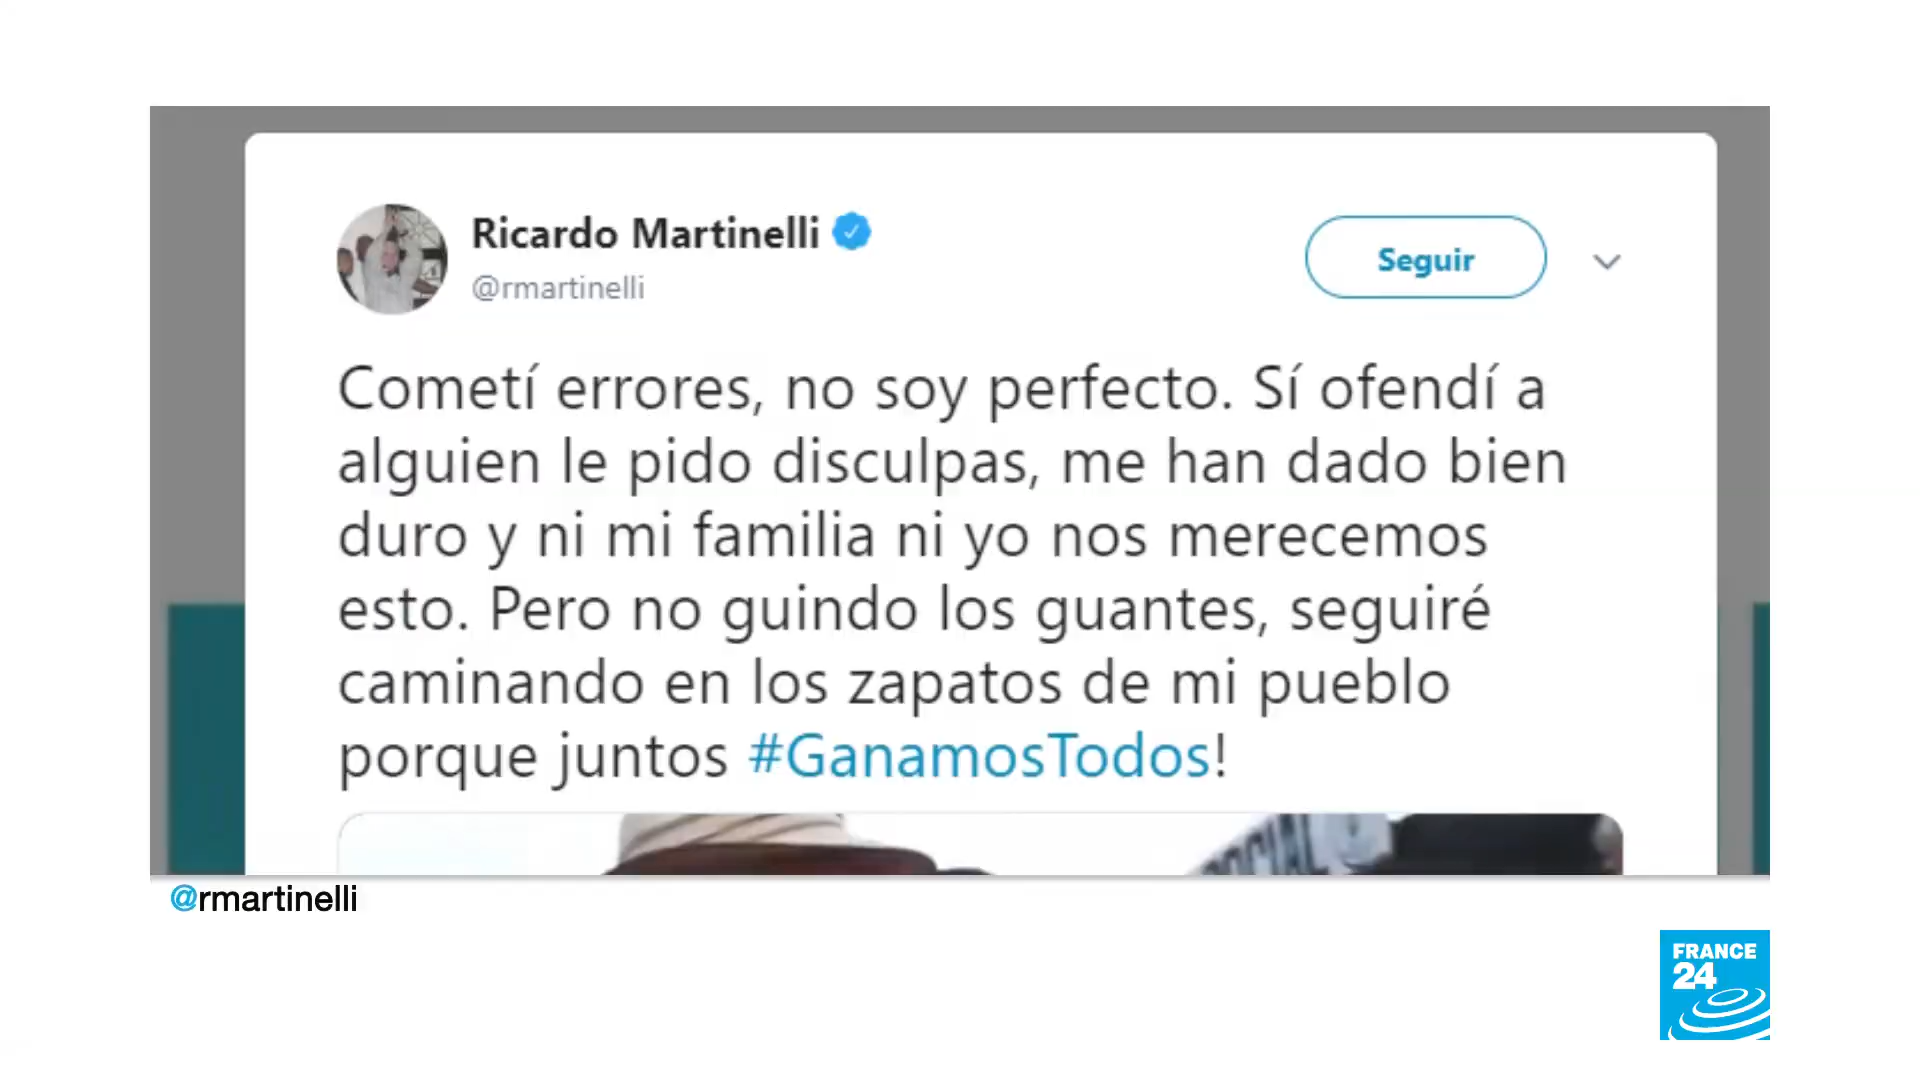 Ricardo Martinelli
@rmartinelli
Seguir
Cometí errores, no soy perfecto. Sí ofendí a
alguien le pido disculpas, me han dado bien
duro y ni mi familia ni yo nos merecemos
esto. Pero no guindo los guantes, seguiré
caminando en los zapatos de mi pueblo
porque juntos #GanamosTodos!
@rmartinelli
FRANCE
24